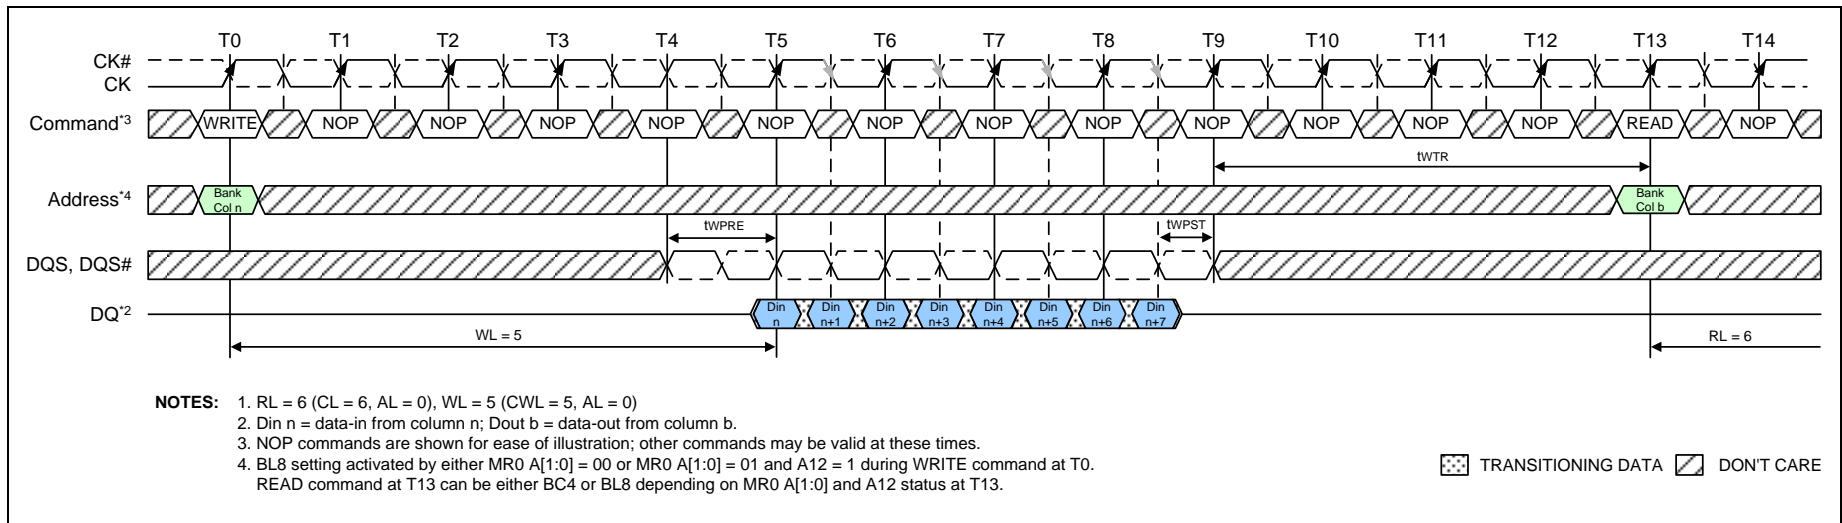 T0 T1 T2 T3 T4 T5 T6 T7 T8 T9 T10 T11 T12 T13 T14
CK#
CK
Command*3 WRITE NOP NOP NOP NOP NOP NOP NOP NOP NOP NOP NOP NOP READ NOP
tWTR
Address*4 Bank Col n Bank Col b
tWPRE tWPST
DQS, DQS#
DQ*2 Din n Din n+1 Din n+2 Din n+3 Din n+4 Din n+5 Din n+6 Din n+7
WL = 5 RL = 6
NOTES: 1. RL = 6 (CL = 6, AL = 0), WL = 5 (CWL = 5, AL = 0)
2. Din n = data-in from column n; Dout b = data-out from column b.
3. NOP commands are shown for ease of illustration; other commands may be valid at these times.
4. BL8 setting activated by either MR0 A[1:0] = 00 or MR0 A[1:0] = 01 and A12 = 1 during WRITE command at T0.
READ command at T13 can be either BC4 or BL8 depending on MR0 A[1:0] and A12 status at T13.
TRANSITIONING DATA DON'T CARE